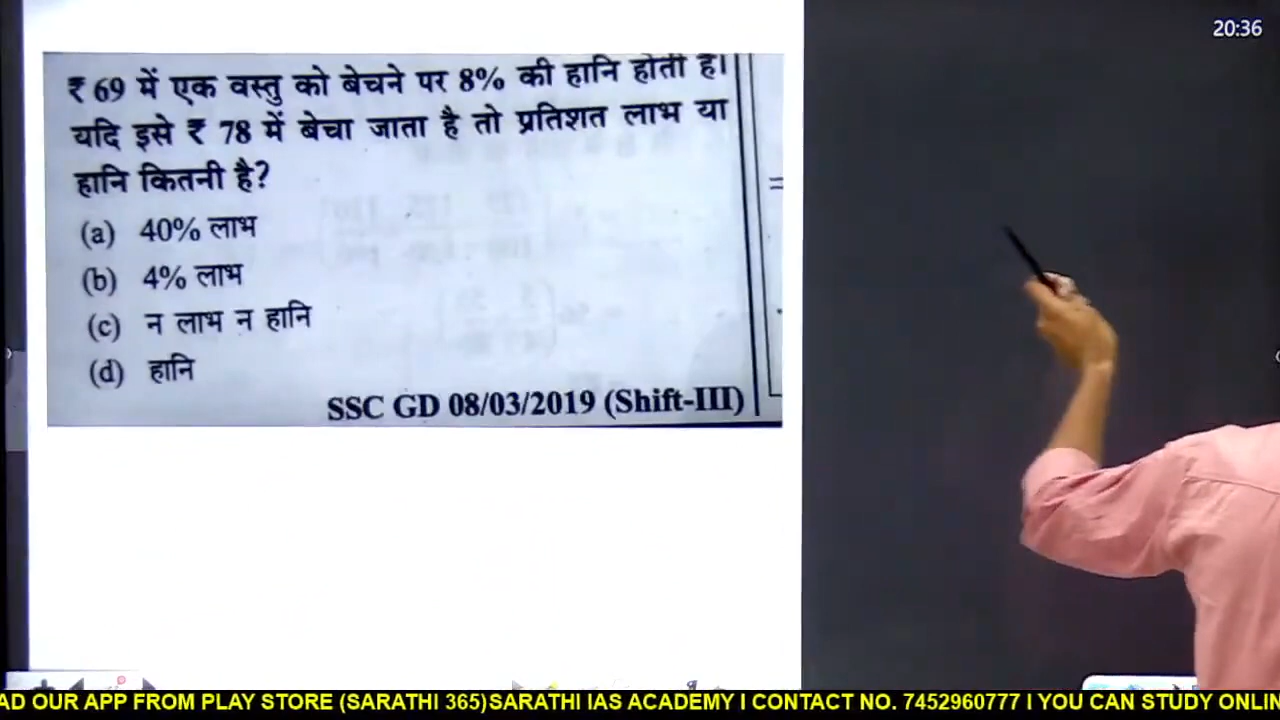 20:36
₹ 69 में एक वस्तु को बेचने पर 8% की हानि होती है।
यदि इसे ₹ 78 में बेचा जाता है तो प्रतिशत लाभ या
हानि कितनी है?
(a) 40% लाभ
(b) 4% लाभ
(c) न लाभ न हानि
(d) हानि
SSC GD 08/03/2019 (Shift-III)
AD OUR APP FROM PLAY STORE (SARATHI 365)SARATHI IAS ACADEMY I CONTACT NO. 7452960777 I YOU CAN STUDY ONLIN